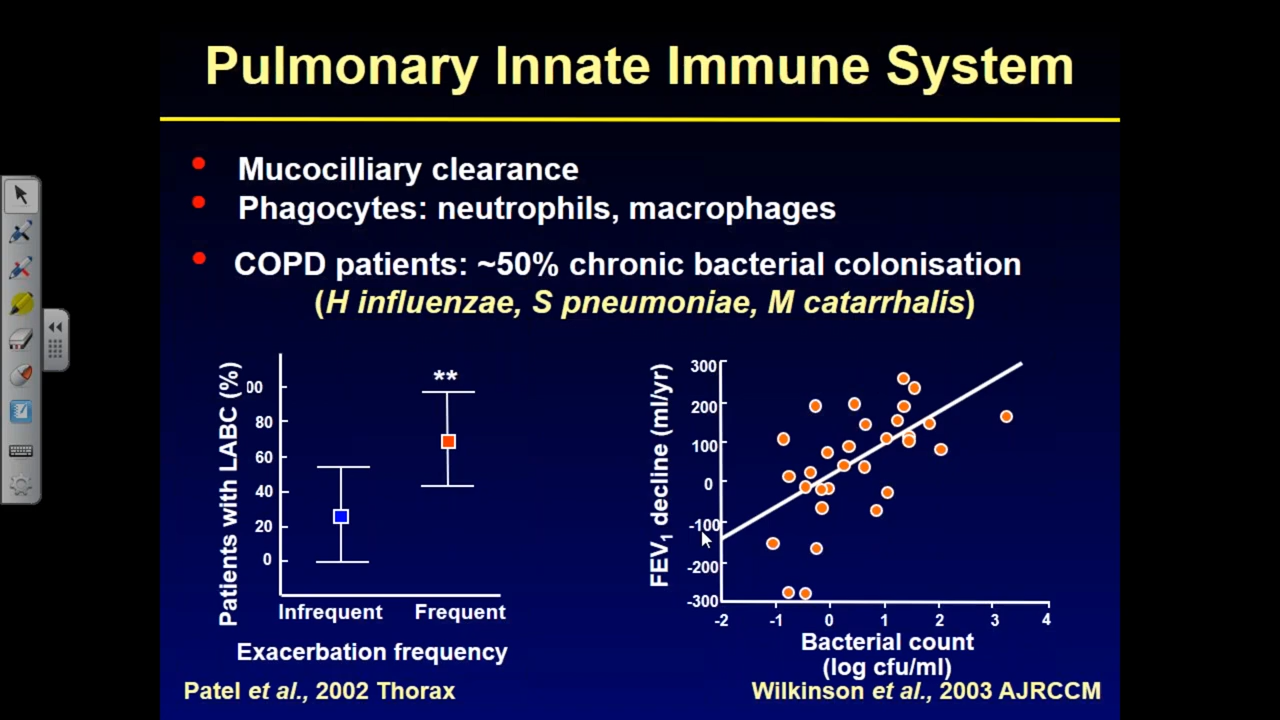 Pulmonary Innate Immune System
• Mucocilliary clearance
• Phagocytes: neutrophils, macrophages
• COPD patients: ~50% chronic bacterial colonisation
(H influenzae, S pneumoniae, M catarrhalis)
Patients with LABC (%)
00
80
60
40
20
0
**
Infrequent Frequent
Exacerbation frequency
Patel et al., 2002 Thorax
FEV1 decline (ml/yr)
300
200
100
0
-100
-200
-300
-2 -1 0 1 2 3 4
Bacterial count
(log cfu/ml)
Wilkinson et al., 2003 AJRCCM